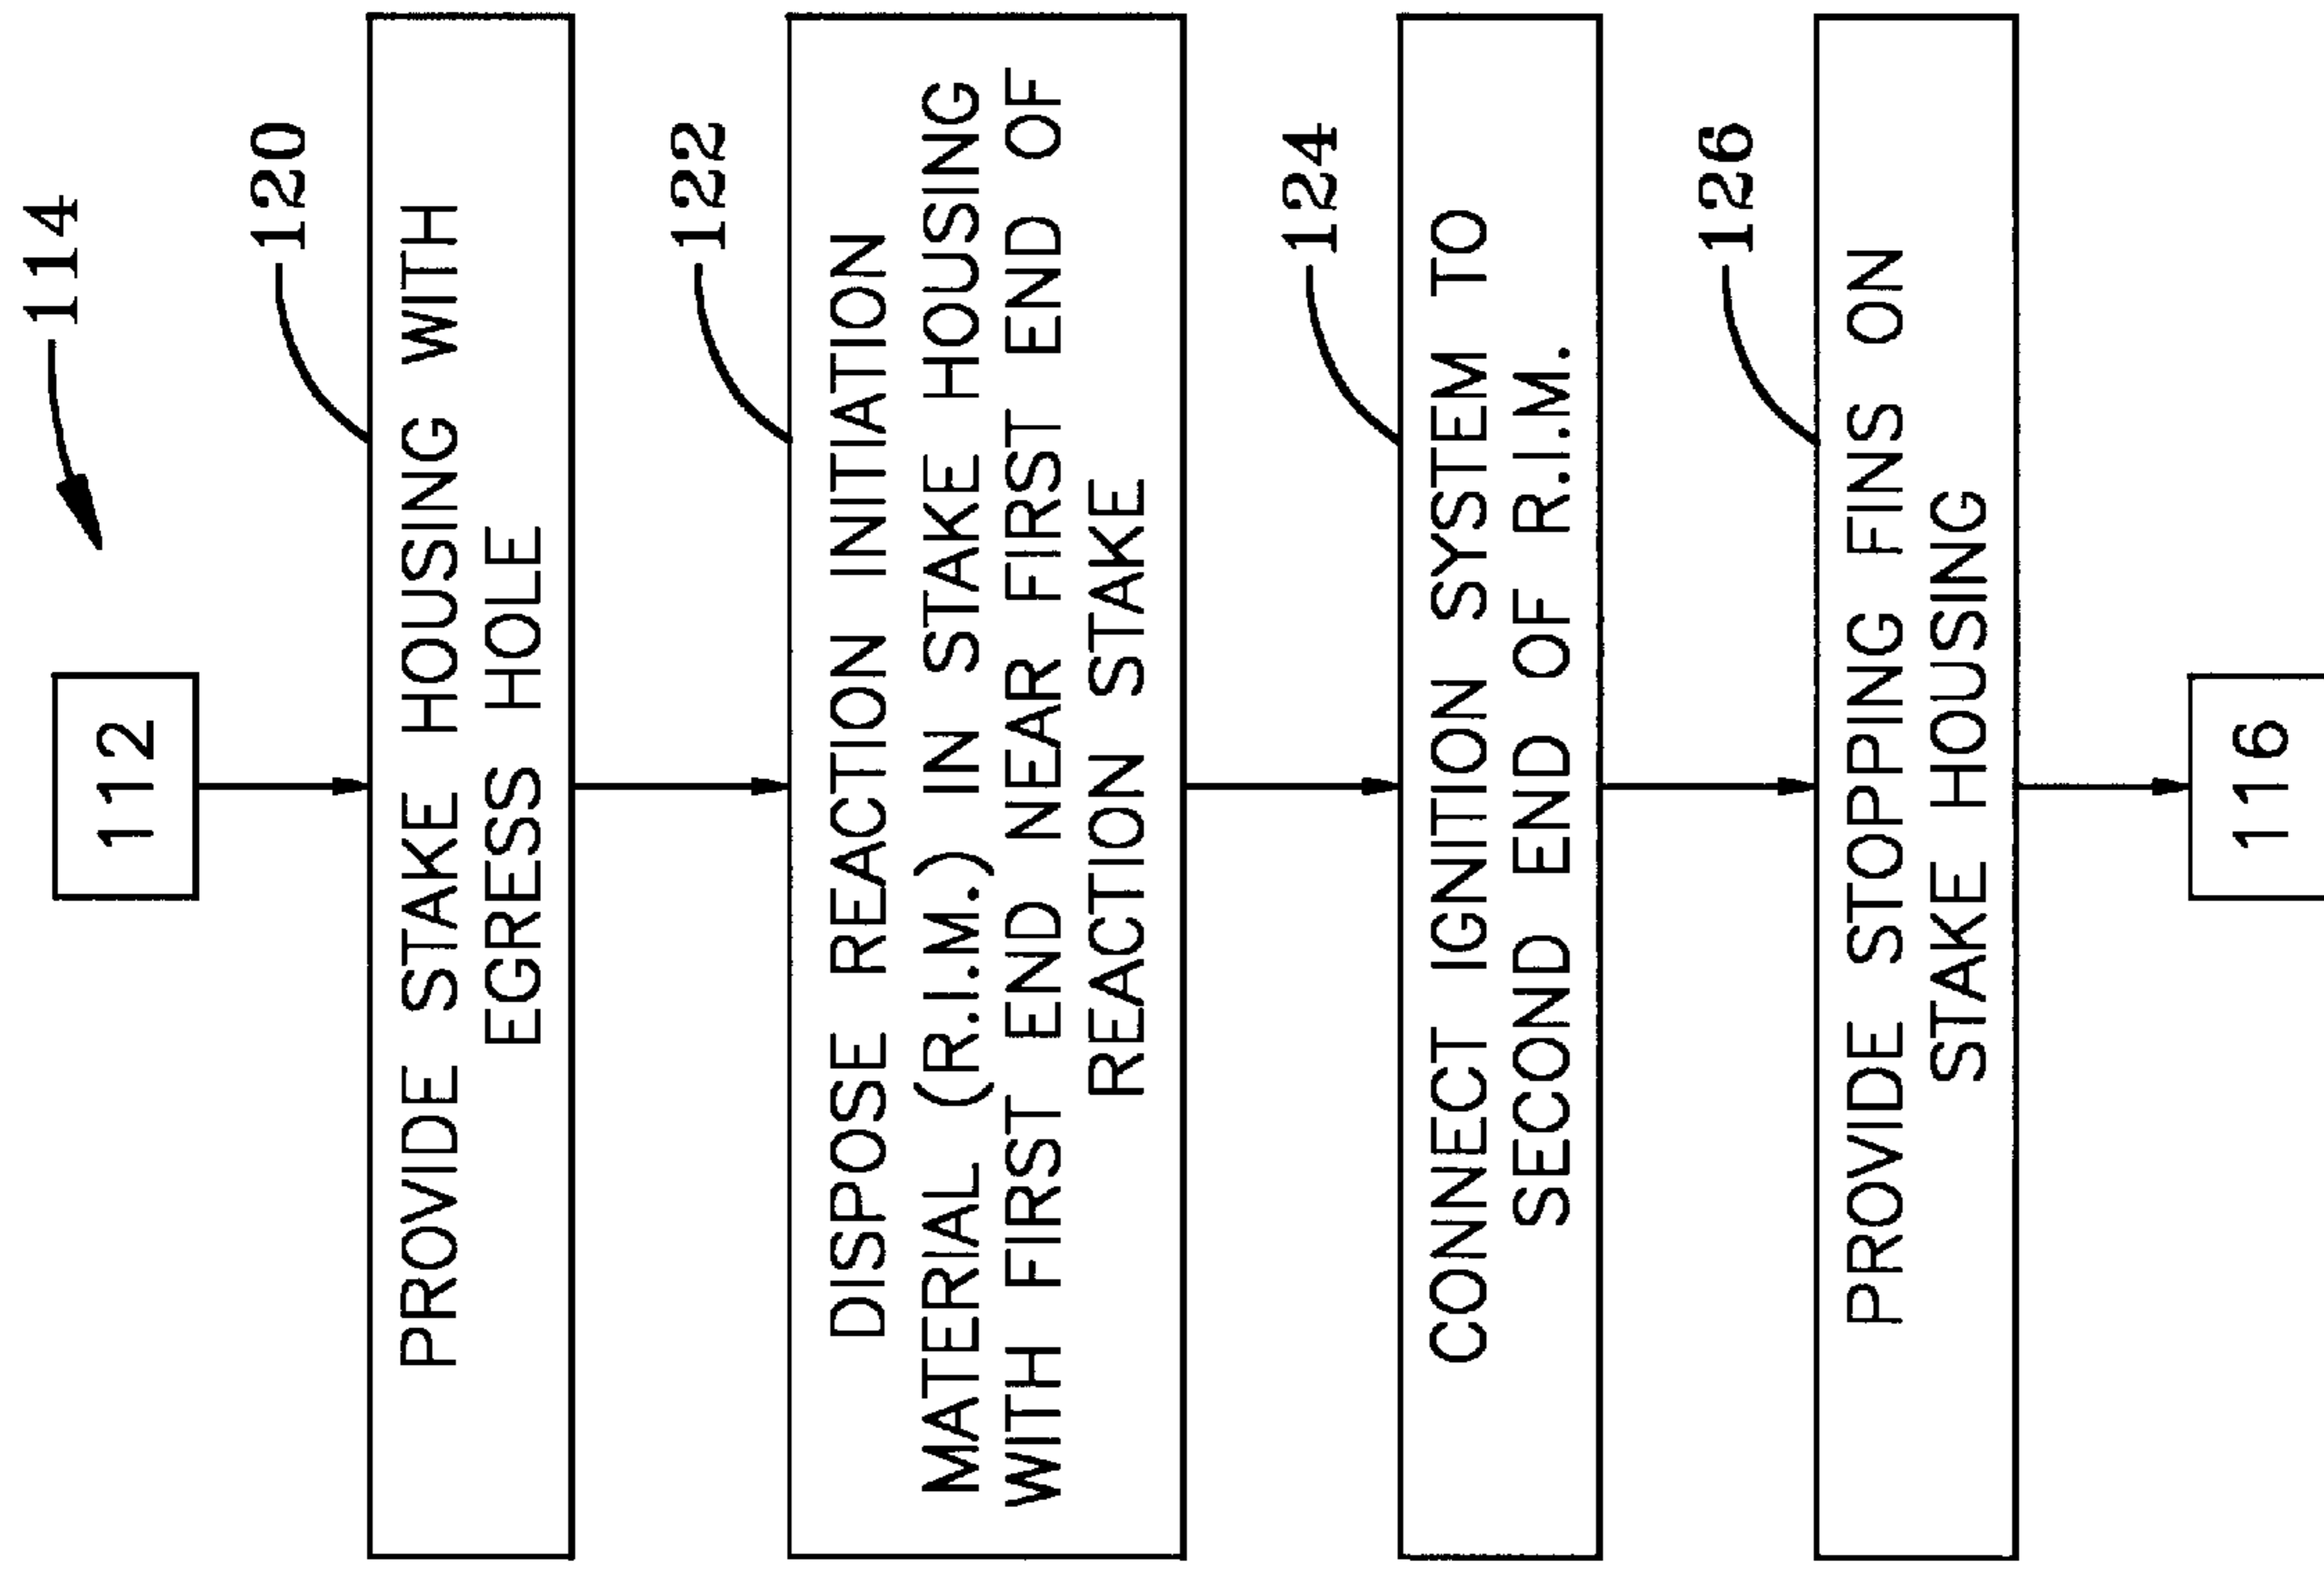 114
112
120
PROVIDE STAKE HOUSING WITH
EGRESS HOLE
122
DISPOSE REACTION INITIATION
MATERIAL (R.I.M.) IN STAKE HOUSING
WITH FIRST END NEAR FIRST END OF
REACTION STAKE
124
CONNECT IGNITION SYSTEM TO
SECOND END OF R.I.M.
126
PROVIDE STOPPING FINS ON
STAKE HOUSING
116